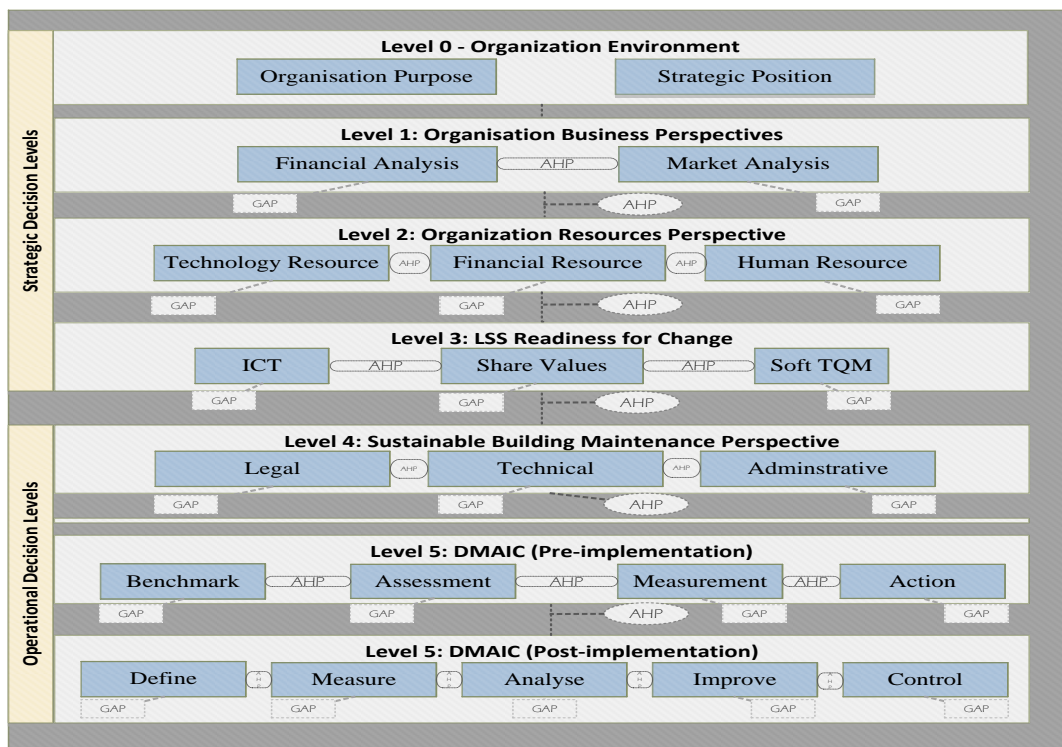 Strategic Decision Levels
Level 0 - Organization Environment
Organisation Purpose
Strategic Position
Level 1: Organisation Business Perspectives
Financial Analysis
AHP
Market Analysis
GAP
AHP
GAP
Level 2: Organization Resources Perspective
Technology Resource
AHP
Financial Resource
AHP
Human Resource
GAP
GAP
AHP
GAP
Level 3: LSS Readiness for Change
ICT
AHP
Share Values
AHP
Soft TQM
GAP
GAP
AHP
GAP
Operational Decision Levels
Level 4: Sustainable Building Maintenance Perspective
Legal
AHP
Technical
AHP
Adminstrative
GAP
GAP
AHP
GAP
Level 5: DMAIC (Pre-implementation)
Benchmark
AHP
Assessment
AHP
Measurement
AHP
Action
GAP
GAP
AHP
GAP
GAP
Level 5: DMAIC (Post-implementation)
Define
AHP
Measure
AHP
Analyse
AHP
Improve
AHP
Control
GAP
GAP
GAP
GAP
GAP